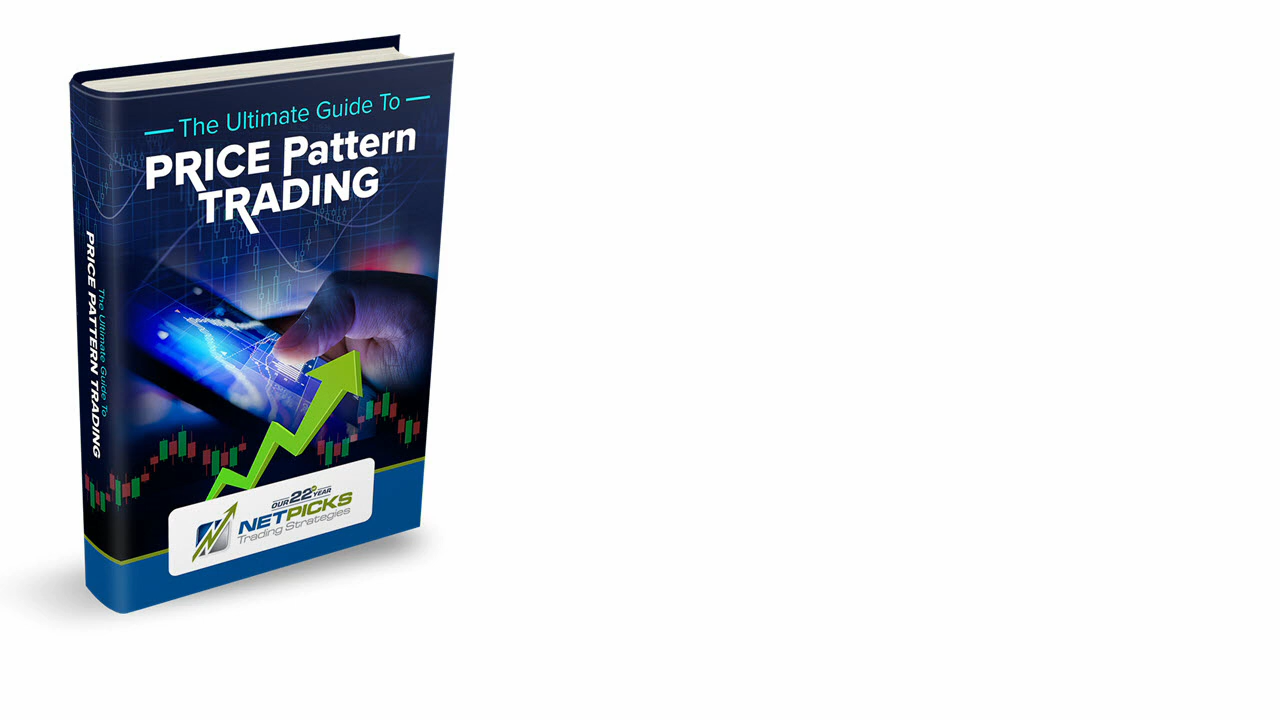 The Ultimate Guide To
PRICE Pattern
TRADING
The Ultimate Guide To
PRICE PATTERN TRADING
OUR 22nd YEAR
NETPICKS
Trading Strategies